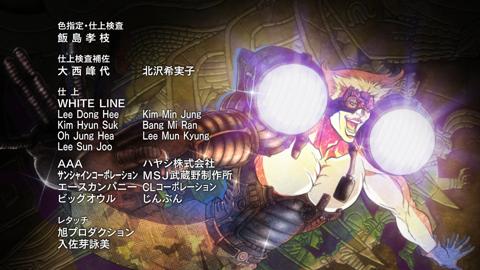 色指定・仕上検査
飯島孝枝
仕上検査補佐
大西峰代 北沢希実子
仕上
WHITE LINE
Lee Dong Hee Kim Min Jung
Kim Hyun Suk Bang Mi Ran
Oh Jung Hea Lee Mun Kyung
Lee Sun Joo
AAA ハヤシ株式会社
サンシャインコーポレーション MSJ武蔵野制作所
エースカンパニー CLコーポレーション
ビッグオウル じんぷん
レタッチ
旭プロダクション
入佐芽詠美